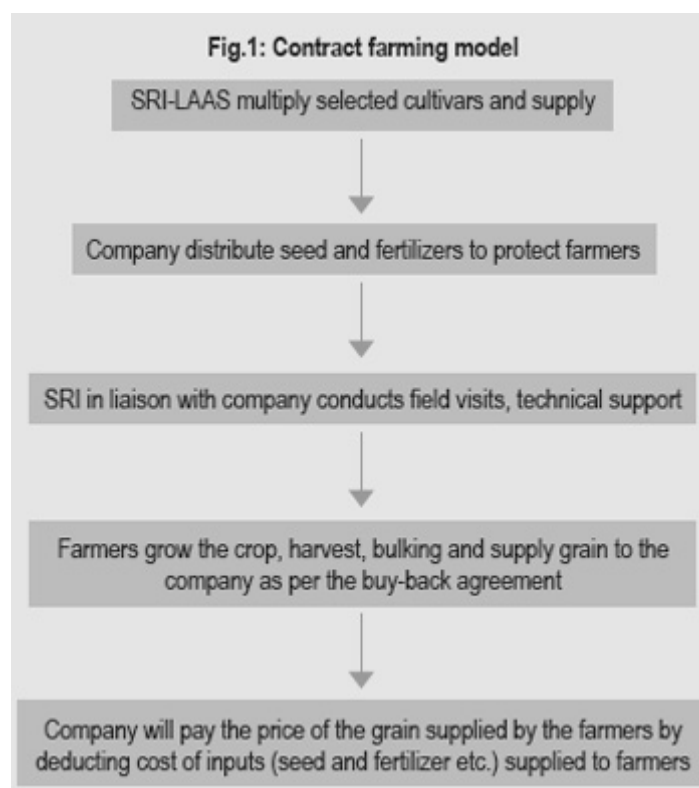 Fig.1: Contract farming model
SRI-LAAS multiply selected cultivars and supply
Company distribute seed and fertilizers to protect farmers
SRI in liaison with company conducts field visits, technical support
Farmers grow the crop, harvest, bulking and supply grain to the
company as per the buy-back agreement
Company will pay the price of the grain supplied by the farmers by
deducting cost of inputs (seed and fertilizer etc.) supplied to farmers